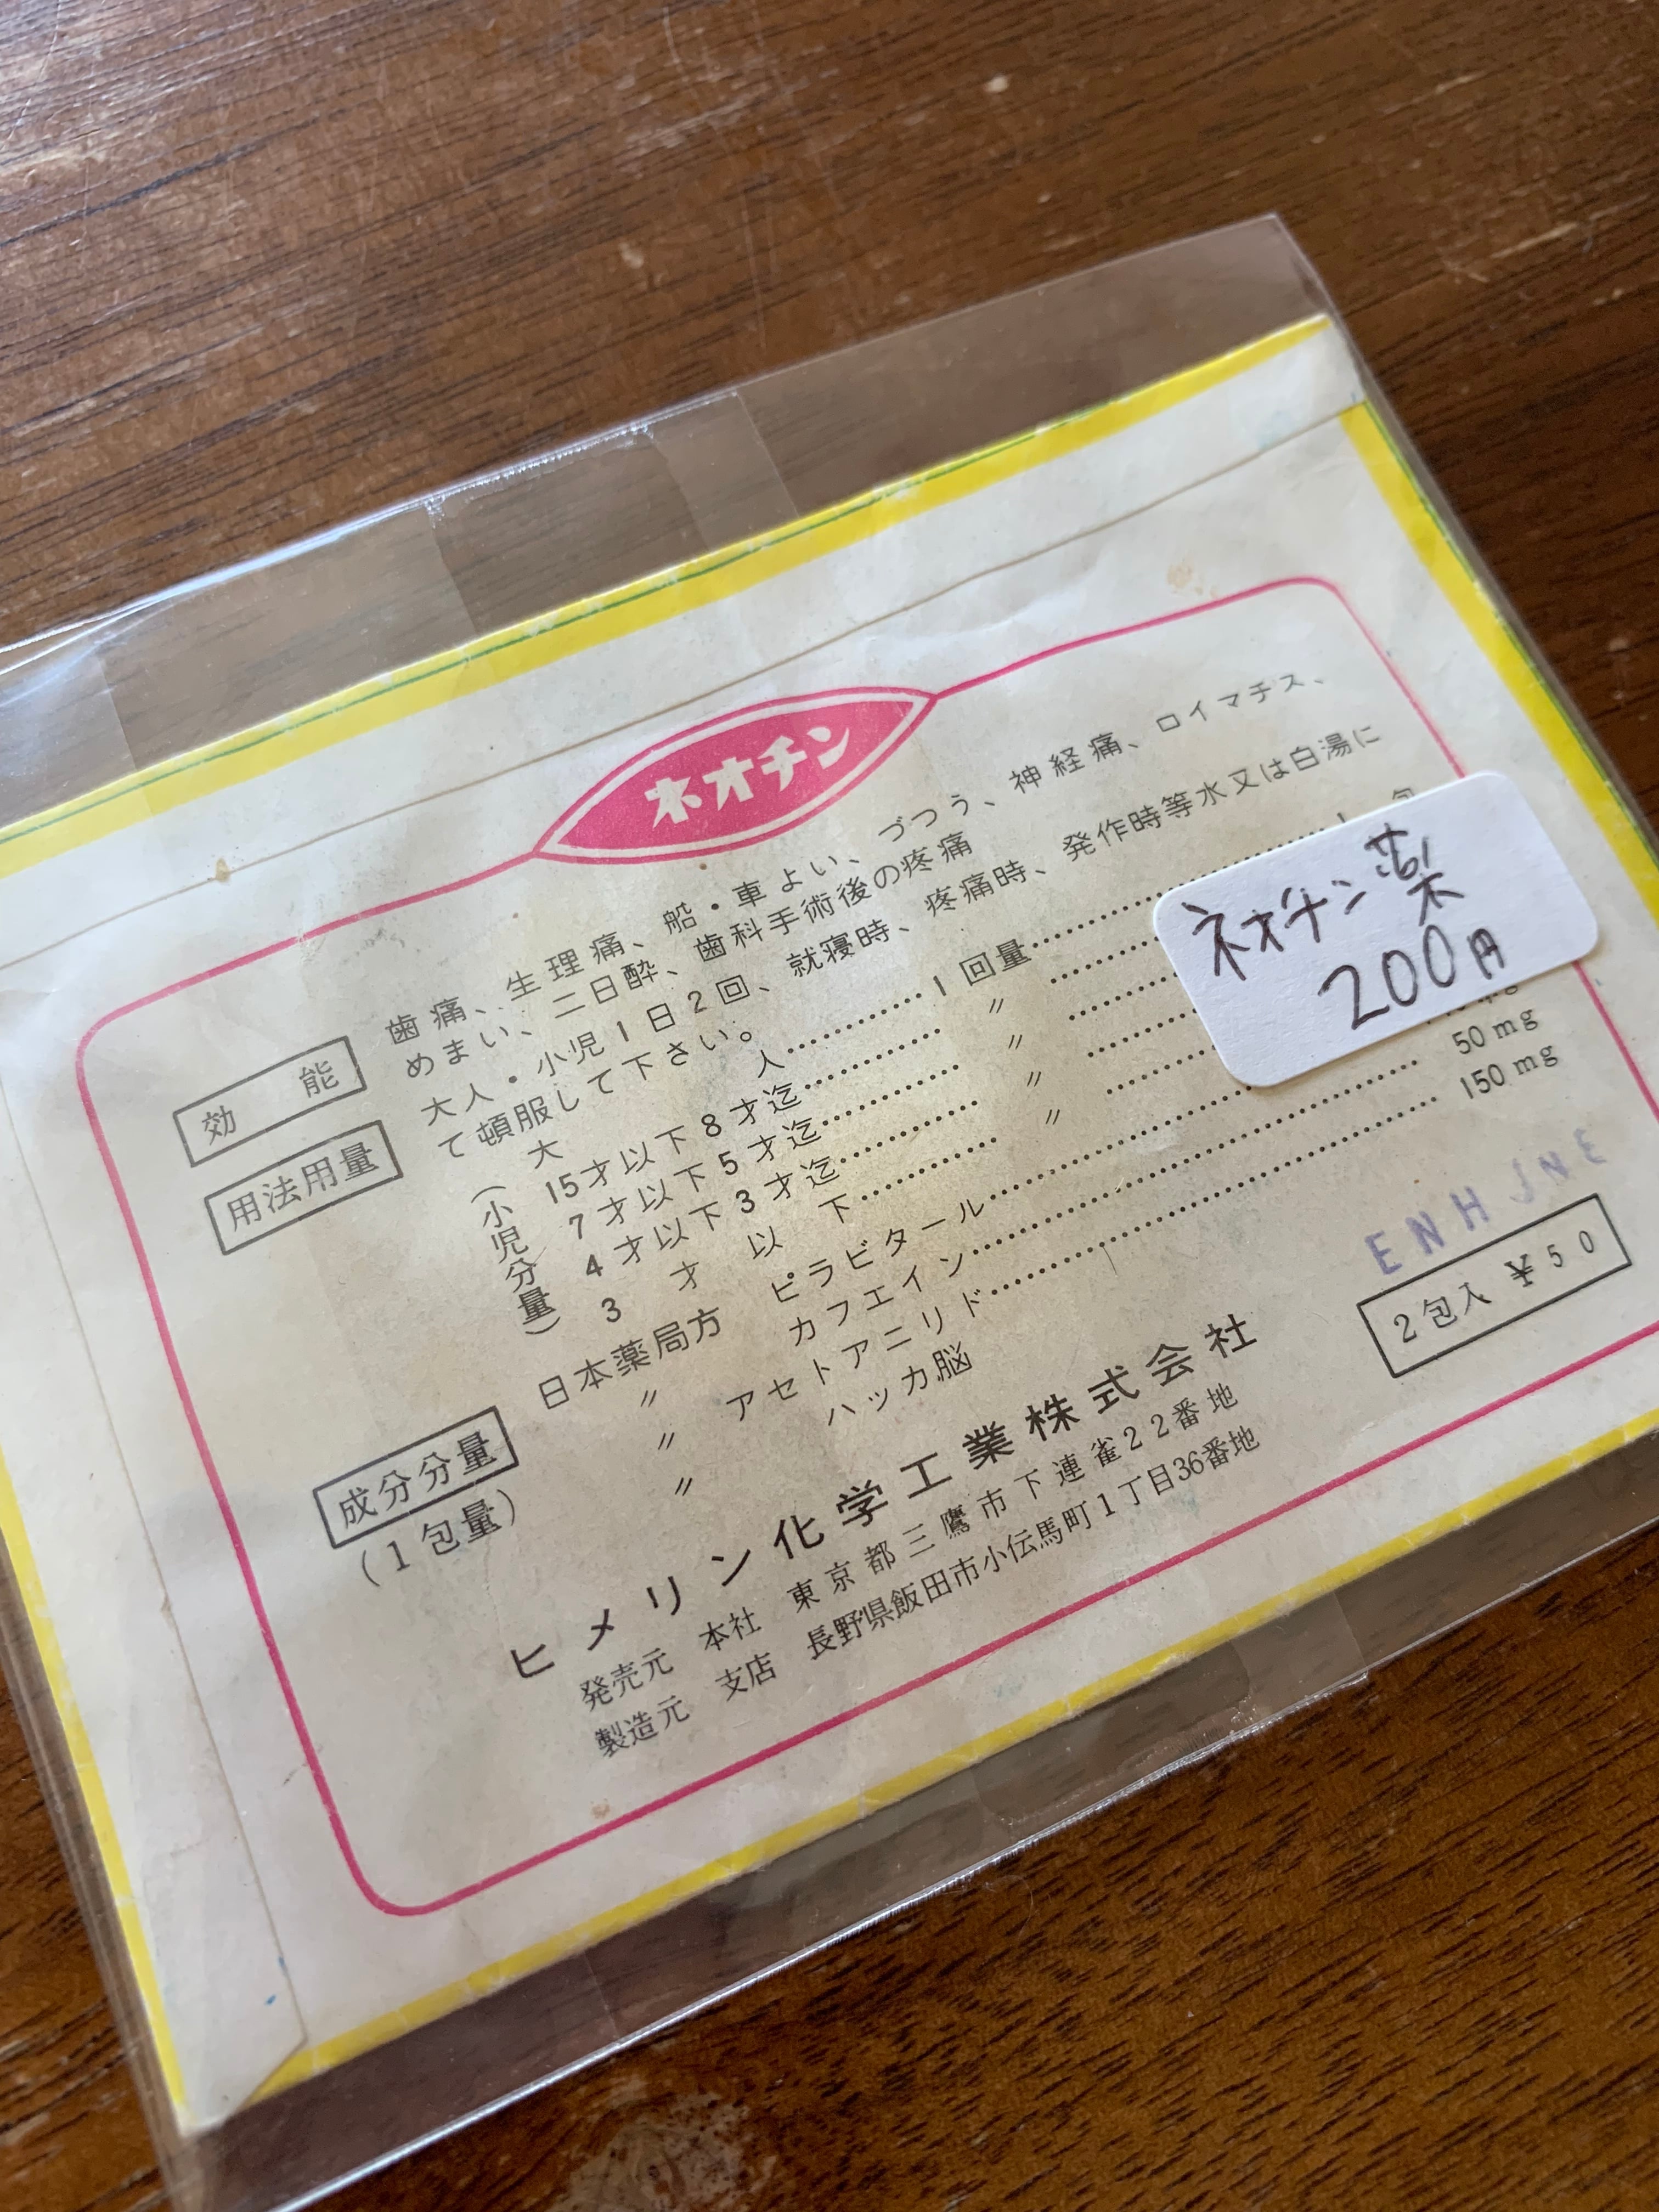 ネオチン
効能 歯痛、生理痛、船・車よい、づつう、神経痛、ロイマチス、
めまい、二日酔、歯科手術後の疼痛
用法用量 大人・小児1日2回、就寝時、疼痛時、発作時等水又は白湯に
て頓服して下さい。
大人………1回量………1包
(小児分量) 15才以下8才迄……… 〃 ………
7才以下5才迄……… 〃 ………
4才以下3才迄……… 〃 ………
3才以下……… 〃 ………
成分分量 日本薬局方 ピラビタール………mg
(1包量) 〃 カフエイン………50mg
〃 アセトアニリド………150mg
〃 ハッカ脳
ヒメリン化学工業株式会社
発売元 本社 東京都三鷹市下連雀22番地
製造元 支店 長野県飯田市小伝馬町1丁目36番地
ENHJNE
2包入 ¥50
ネオチン薬
200円